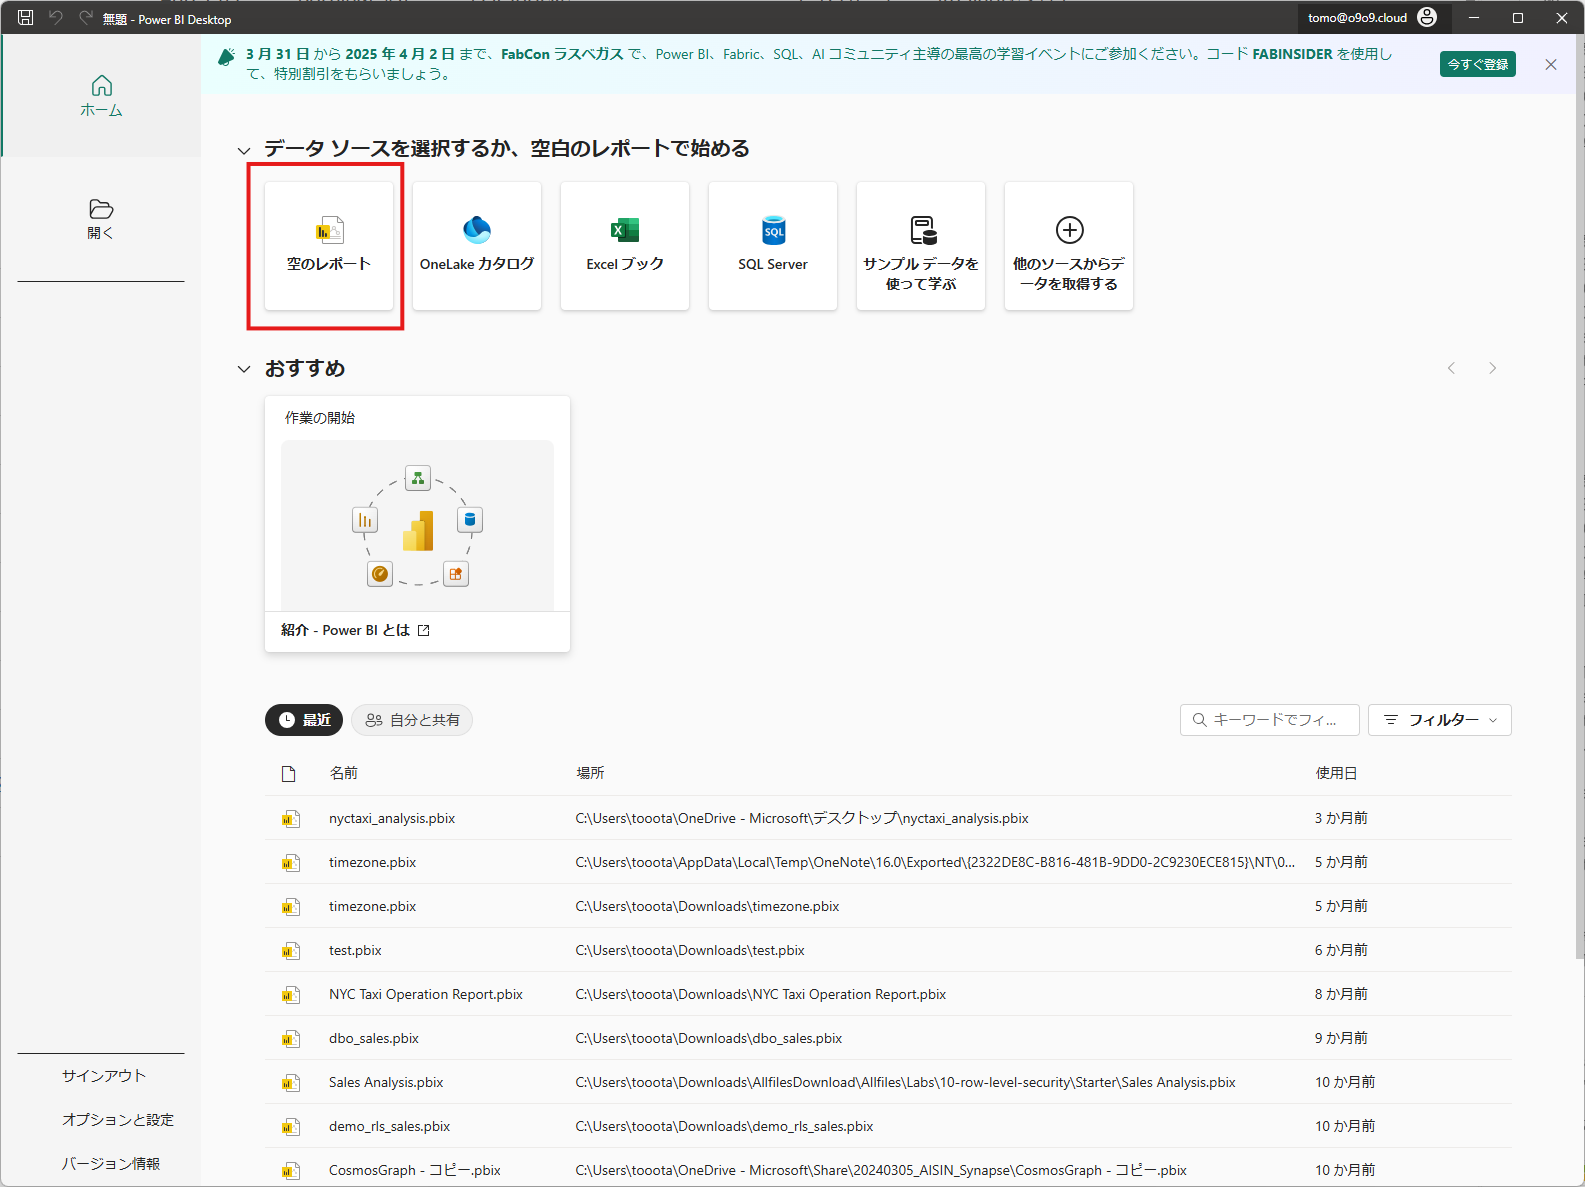 無題 - Power BI Desktop
tomo@o9o9.cloud
ホーム
開く
3 月 31 日 から 2025 年 4 月 2 日 まで、FabCon ラスベガス で、Power BI、Fabric、SQL、AI コミュニティ主導の最高の学習イベントにご参加ください。コード FABINSIDER を使用し
て、特別割引をもらいましょう。
今すぐ登録
データ ソースを選択するか、空白のレポートで始める
空のレポート
OneLake カタログ
Excel ブック
SQL
SQL Server
サンプル データを
使って学ぶ
他のソースからデ
ータを取得する
おすすめ
作業の開始
紹介 - Power BI とは
最近
自分と共有
キーワードでフィ...
フィルター
名前 場所 使用日
nyctaxi_analysis.pbix C:\Users\tooota\OneDrive - Microsoft\デスクトップ\nyctaxi_analysis.pbix 3 か月前
timezone.pbix C:\Users\tooota\AppData\Local\Temp\OneNote\16.0\Exported\{2322DE8C-B816-481B-9DD0-2C9230ECE815}\NT\0... 5 か月前
timezone.pbix C:\Users\tooota\Downloads\timezone.pbix 5 か月前
test.pbix C:\Users\tooota\Downloads\test.pbix 6 か月前
NYC Taxi Operation Report.pbix C:\Users\tooota\Downloads\NYC Taxi Operation Report.pbix 8 か月前
dbo_sales.pbix C:\Users\tooota\Downloads\dbo_sales.pbix 9 か月前
Sales Analysis.pbix C:\Users\tooota\Downloads\AllfilesDownload\Allfiles\Labs\10-row-level-security\Starter\Sales Analysis.pbix 10 か月前
demo_rls_sales.pbix C:\Users\tooota\Downloads\demo_rls_sales.pbix 10 か月前
CosmosGraph - コピー.pbix C:\Users\tooota\OneDrive - Microsoft\Share\20240305_AISIN_Synapse\CosmosGraph - コピー.pbix 10 か月前
サインアウト
オプションと設定
バージョン情報